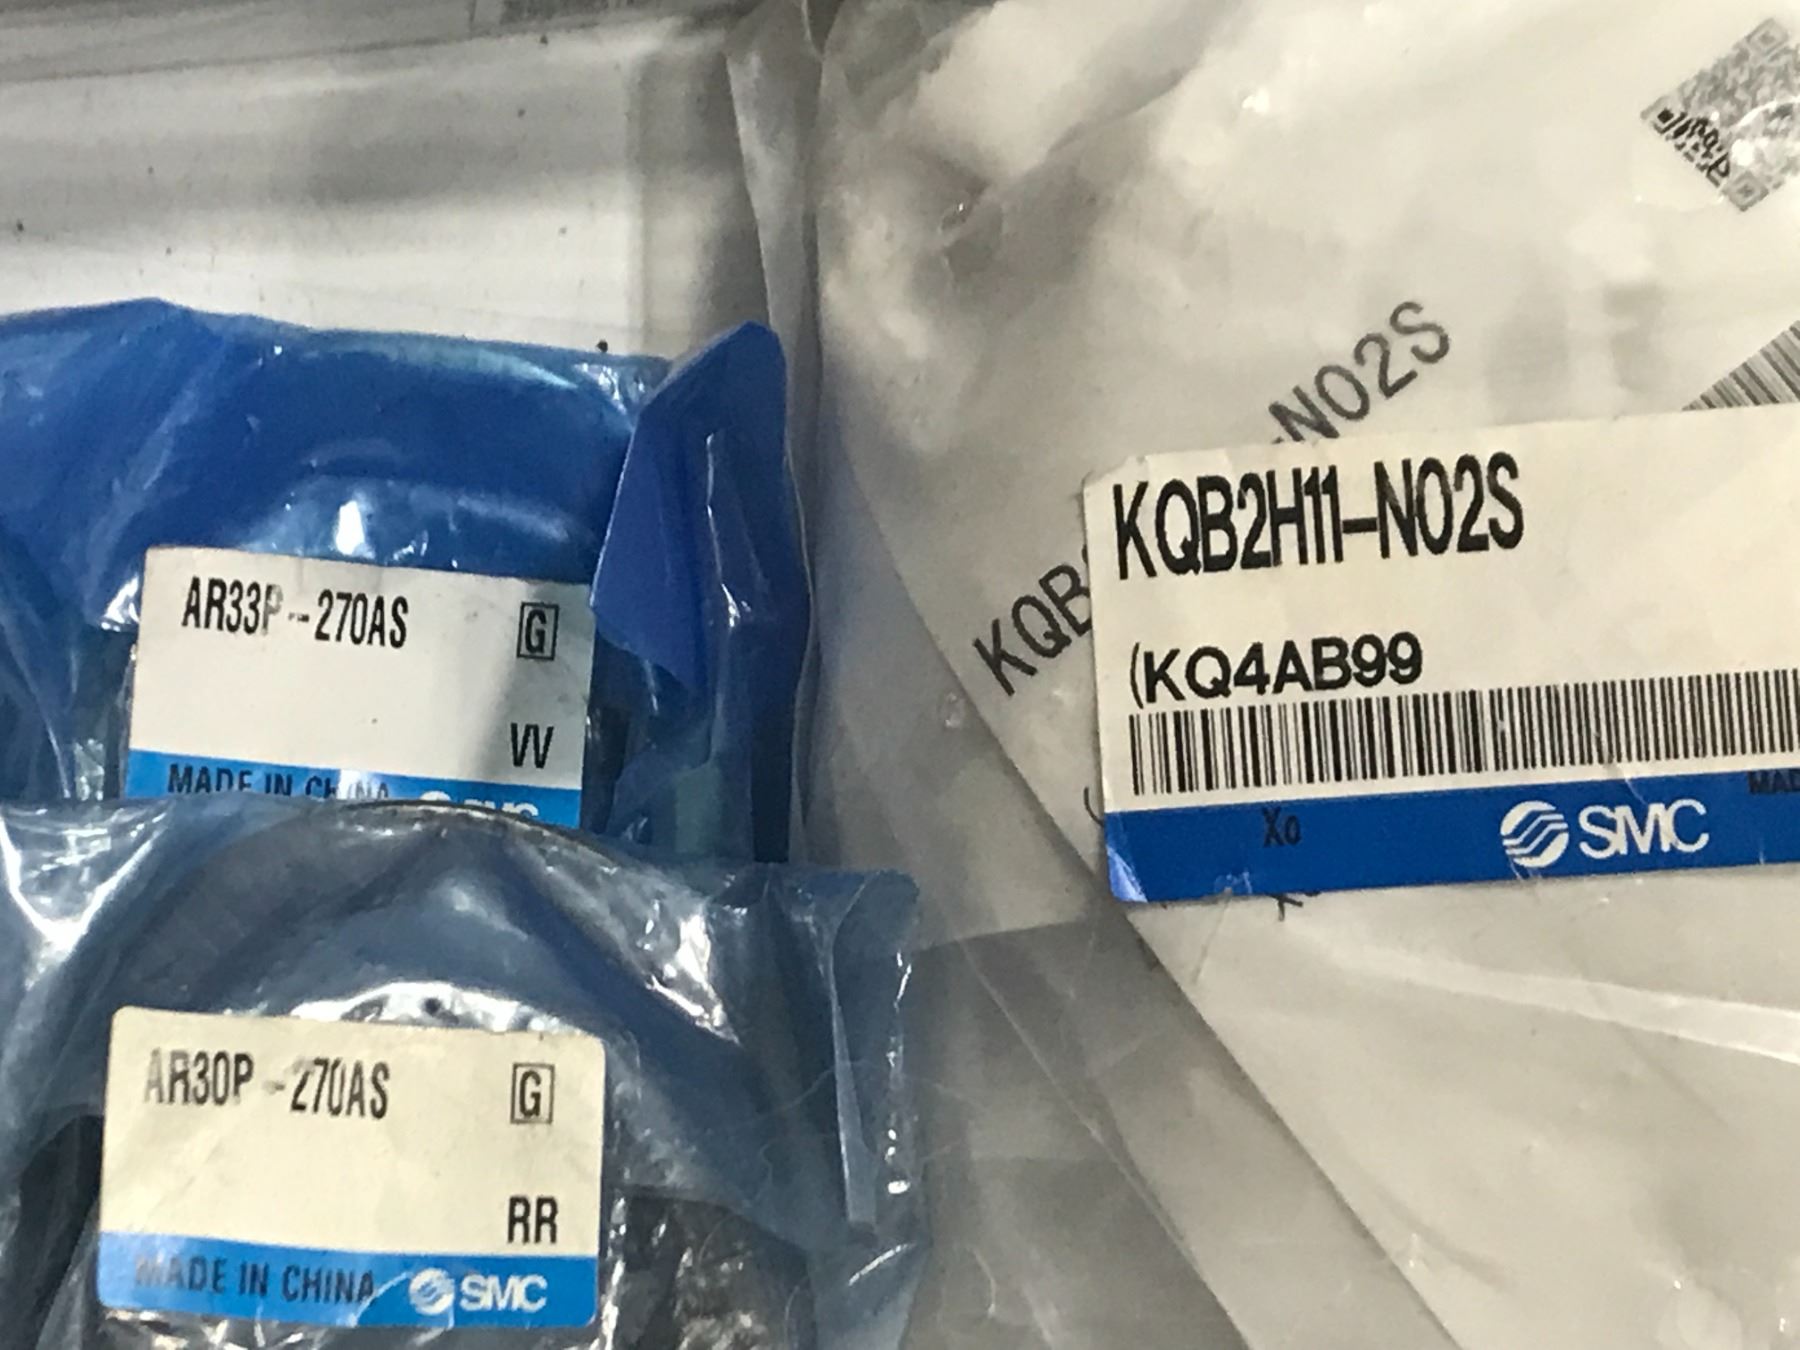 AR33P-270AS G
VV
MADE IN CHINA SMC
AR30P-270AS G
RR
MADE IN CHINA SMC
-N02S
KQB
KQB2H11-N02S
(KQ4AB99
Xo SMC